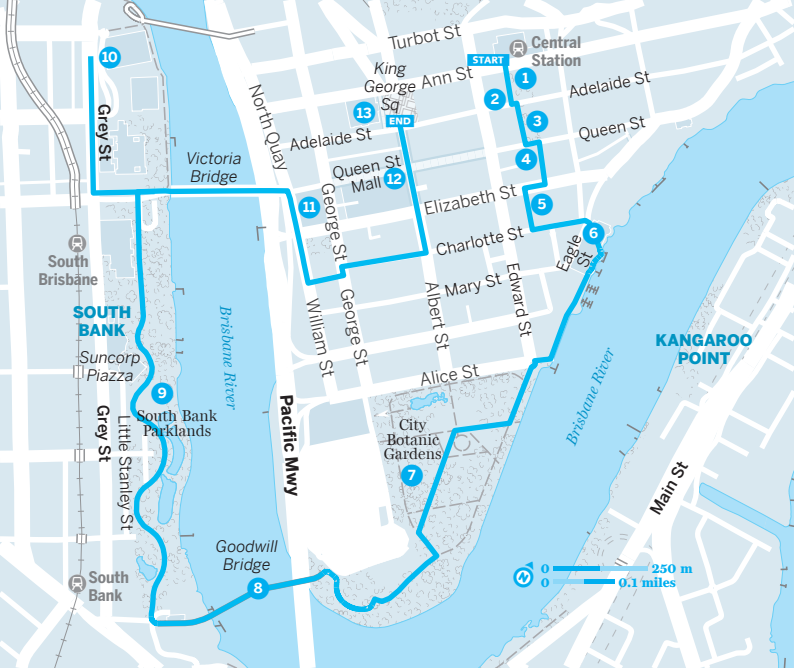 Turbot St
START
Central
Station
King
George
Sq
Ann St
1
2
Adelaide St
10
13
END
3
Queen St
Grey St
North Quay
Adelaide St
4
Victoria
Bridge
Queen St
Mall
12
11
George St
Elizabeth St
5
6
Eagle
St
Charlotte St
South
Brisbane
Mary St
Edward St
Albert St
William St
George St
SOUTH
BANK
Brisbane River
Suncorp
Piazza
KANGAROO
POINT
Brisbane River
Alice St
9
South Bank
Parklands
Grey St
Little Stanley St
Pacific Mwy
City
Botanic
Gardens
7
Main St
Goodwill
Bridge
8
South
Bank
N
0 250 m
0 0.1 miles